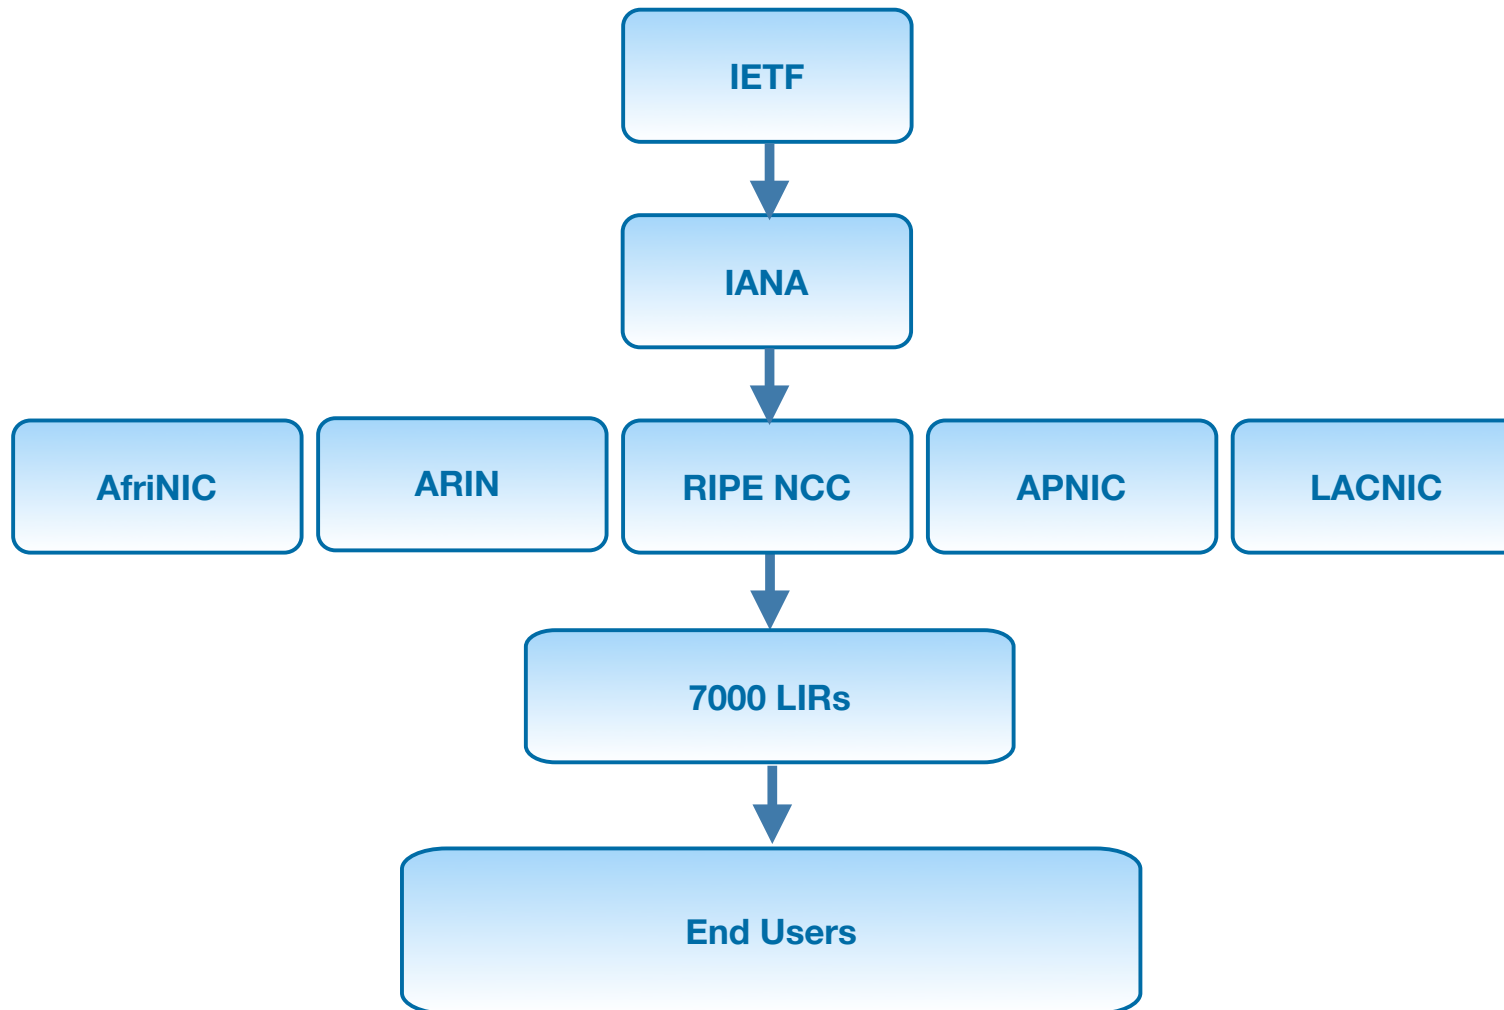 IETF
IANA
AfriNIC
ARIN
RIPE NCC
APNIC
LACNIC
7000 LIRs
End Users